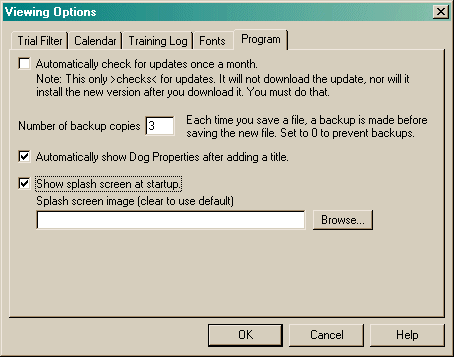 Viewing Options
Trial Filter Calendar Training Log Fonts Program
Automatically check for updates once a month.
Note: This only >checks< for updates. It will not download the update, nor will it
install the new version after you download it. You must do that.
Number of backup copies 3 Each time you save a file, a backup is made before
saving the new file. Set to 0 to prevent backups.
Automatically show Dog Properties after adding a title.
Show splash screen at startup.
Splash screen image (clear to use default)
Browse...
OK Cancel Help